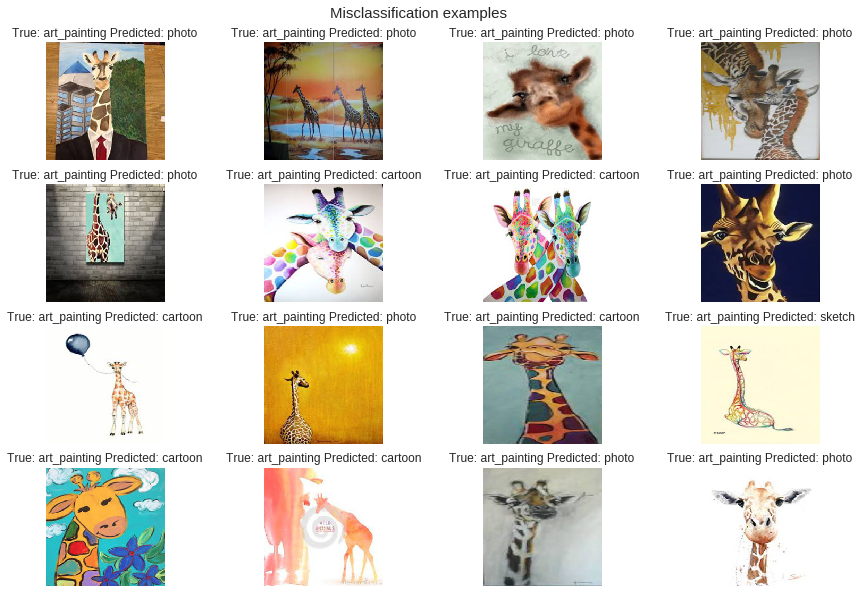 Misclassification examples
True: art_painting Predicted: photo
True: art_painting Predicted: photo
True: art_painting Predicted: photo
True: art_painting Predicted: photo
i love
my
giraffe
True: art_painting Predicted: photo
True: art_painting Predicted: cartoon
True: art_painting Predicted: cartoon
True: art_painting Predicted: photo
True: art_painting Predicted: cartoon
True: art_painting Predicted: photo
True: art_painting Predicted: cartoon
True: art_painting Predicted: sketch
True: art_painting Predicted: cartoon
True: art_painting Predicted: cartoon
True: art_painting Predicted: photo
True: art_painting Predicted: photo